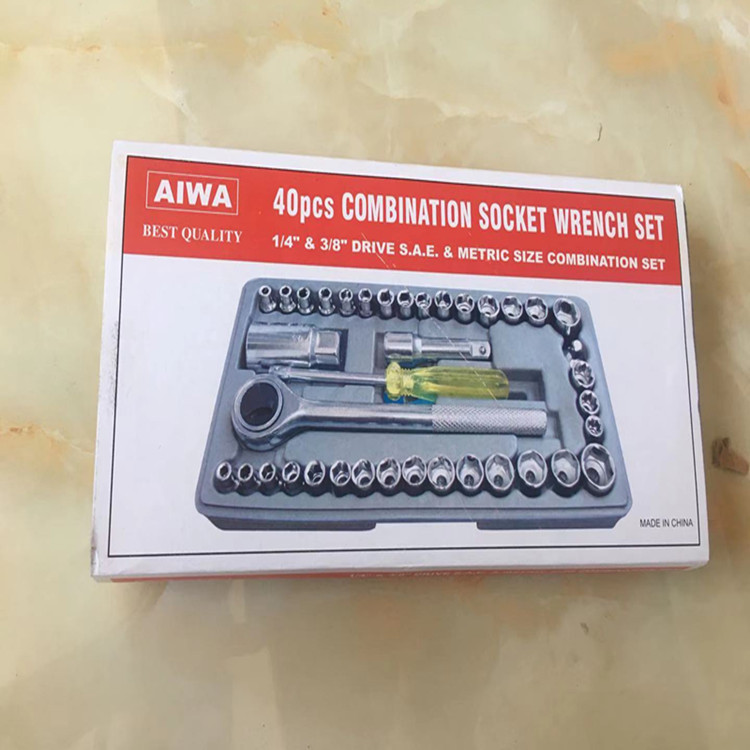 AIWA
BEST QUALITY
40pcs COMBINATION SOCKET WRENCH SET
1/4" & 3/8" DRIVE S.A.E. & METRIC SIZE COMBINATION SET
MADE IN CHINA